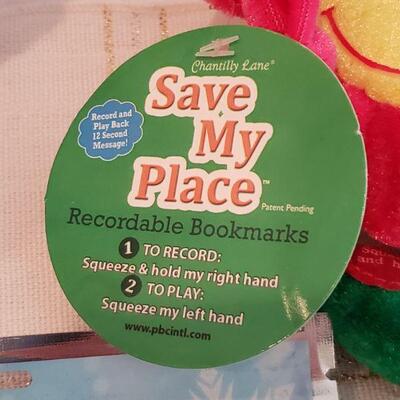 Chantilly Lane®
Record and
Play Back
12 Second
Message!
Save
My
Place™
Patent Pending
Recordable Bookmarks
1 TO RECORD:
Squeeze & hold my right hand
2 TO PLAY:
Squeeze my left hand
www.pbcintl.com
and h